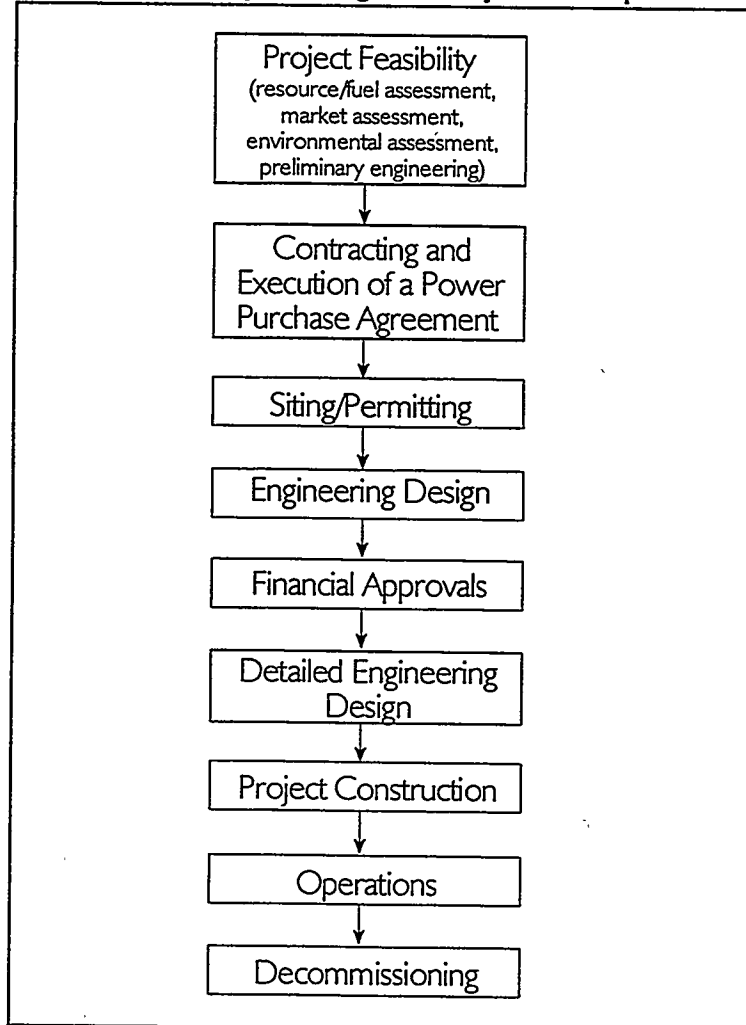 Project Feasibility
(resource/fuel assessment,
market assessment,
environmental assessment,
preliminary engineering)
Contracting and
Execution of a Power
Purchase Agreement
Siting/Permitting
Engineering Design
Financial Approvals
Detailed Engineering
Design
Project Construction
Operations
Decommissioning